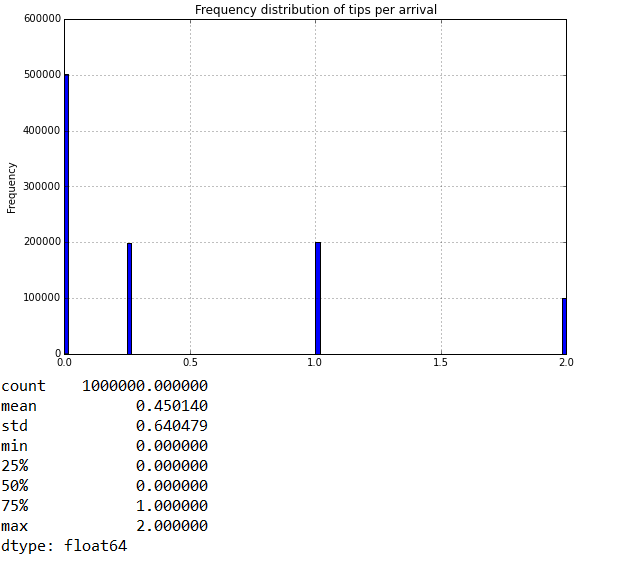 Frequency distribution of tips per arrival
600000
500000
400000
300000
200000
100000
0
Frequency
0.0 0.5 1.0 1.5 2.0
count 1000000.000000
mean 0.450140
std 0.640479
min 0.000000
25% 0.000000
50% 0.000000
75% 1.000000
max 2.000000
dtype: float64